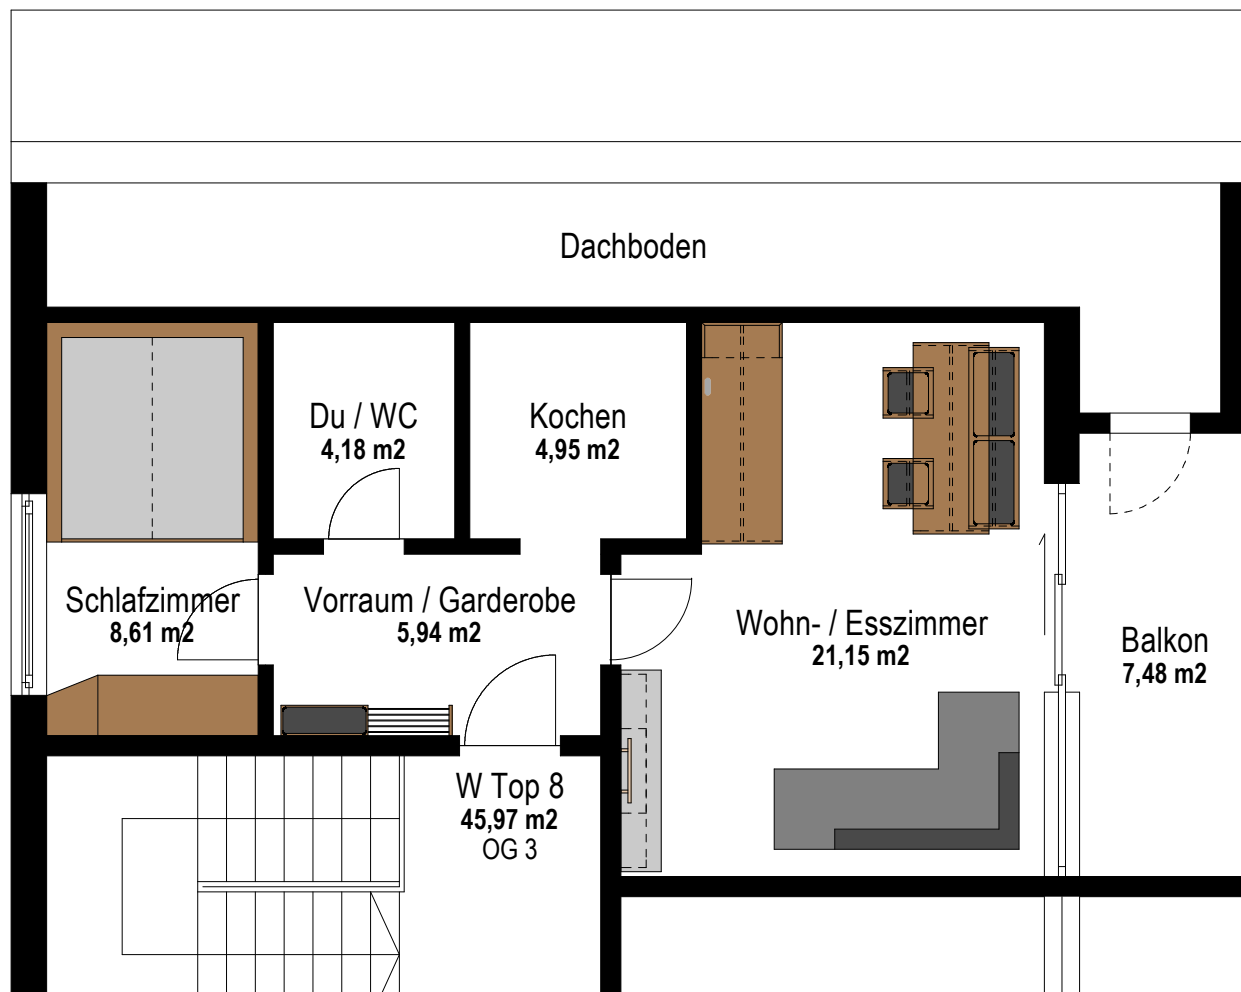 Dachboden
Du / WC
4,18 m2
Kochen
4,95 m2
Schlafzimmer
8,61 m2
Vorraum / Garderobe
5,94 m2
Wohn- / Esszimmer
21,15 m2
Balkon
7,48 m2
W Top 8
45,97 m2
OG 3